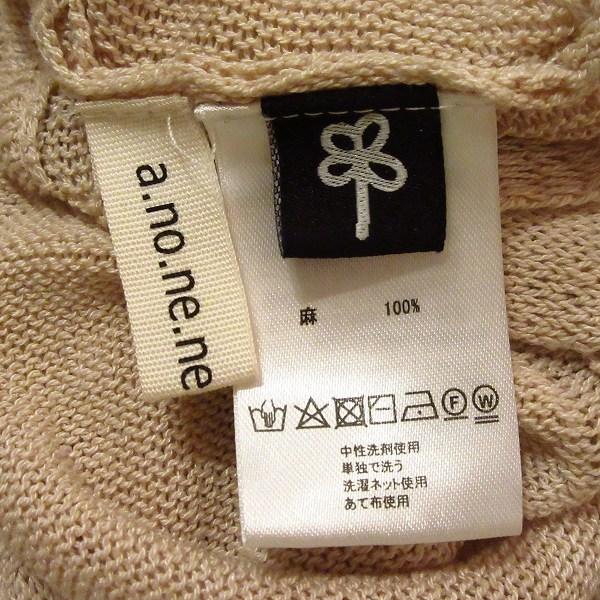 a.no.ne.ne
麻 100%
F W
中性洗剤使用
単独で洗う
洗濯ネット使用
あて布使用